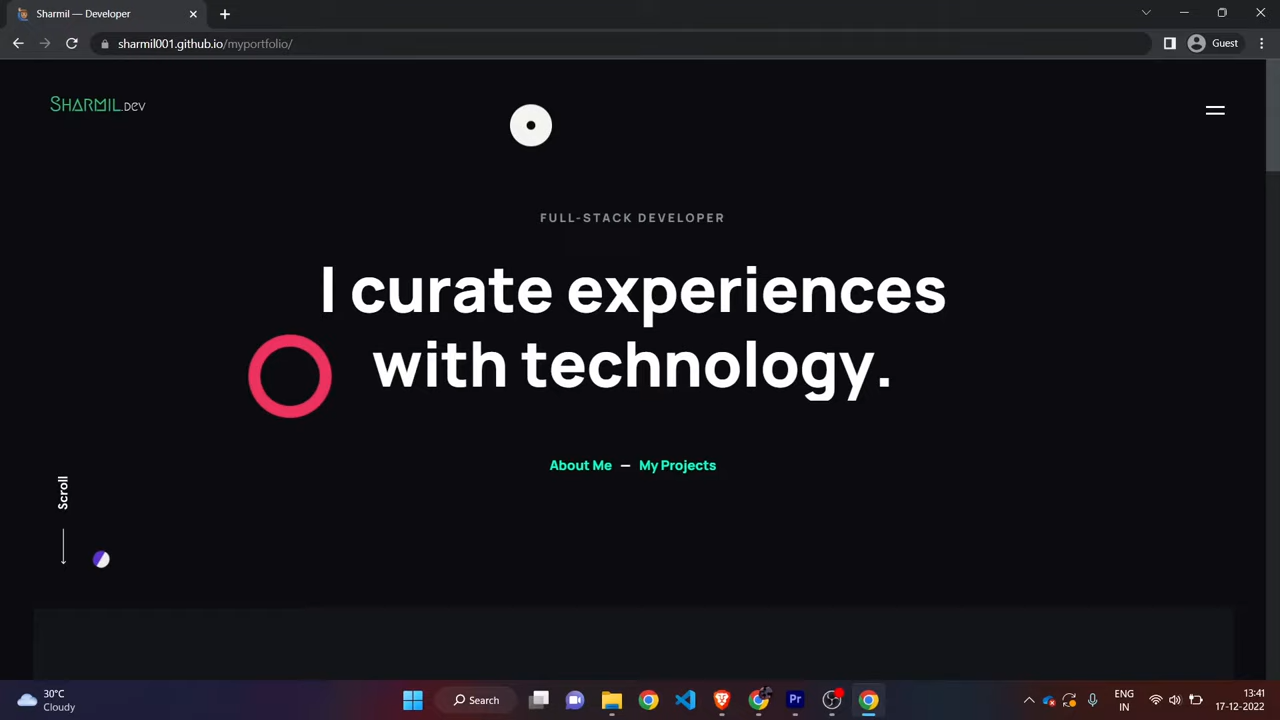 Sharmil — Developer
sharmil001.github.io/myportfolio/
Guest
SHARMIL.DEV
FULL-STACK DEVELOPER
I curate experiences
with technology.
About Me — My Projects
Scroll
30°C
Cloudy
Search
Pr
ENG
IN
13:41
17-12-2022